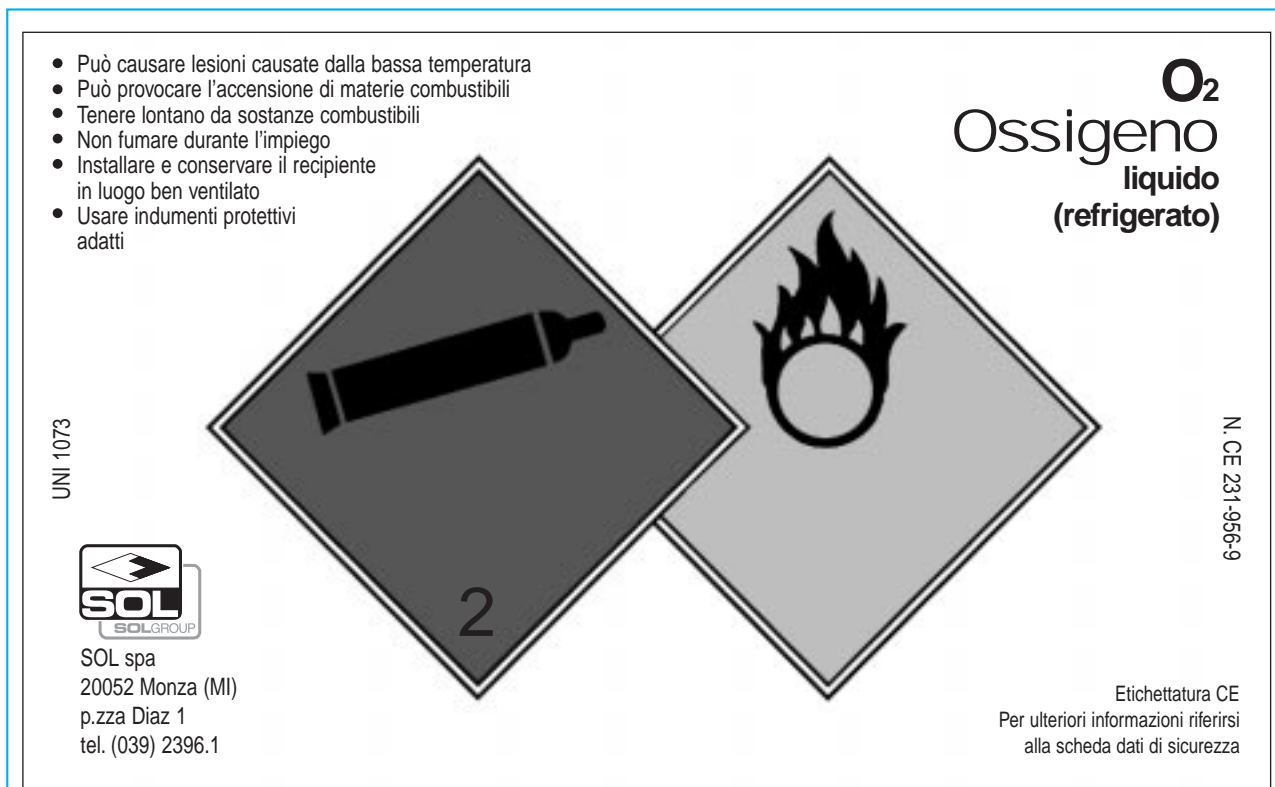 ● Può causare lesioni causate dalla bassa temperatura
● Può provocare l’accensione di materie combustibili
● Tenere lontano da sostanze combustibili
● Non fumare durante l’impiego
● Installare e conservare il recipiente
in luogo ben ventilato
● Usare indumenti protettivi
adatti
O2
Ossigeno
liquido
(refrigerato)
UNI 1073
N. CE 231-956-9
2
SOL
SOLGROUP
SOL spa
20052 Monza (MI)
p.zza Diaz 1
tel. (039) 2396.1
Etichettatura CE
Per ulteriori informazioni riferirsi
alla scheda dati di sicurezza